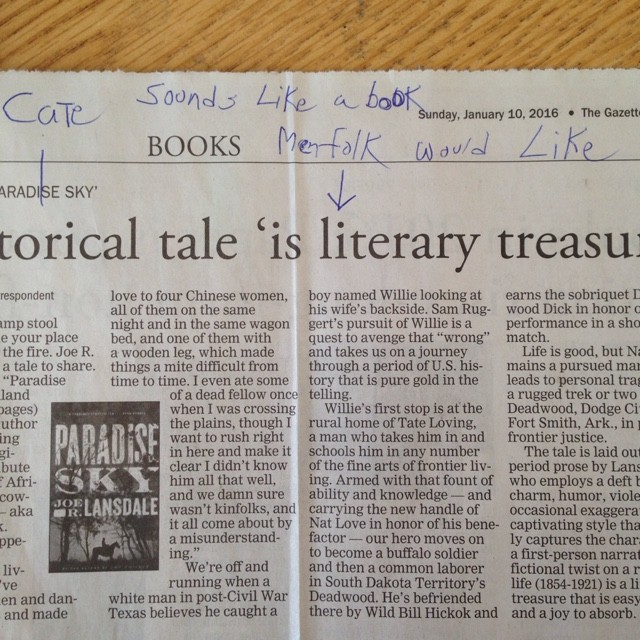 Cate Sounds Like a book
Sunday, January 10, 2016 • The Gazette
BOOKS Menfolk would Like
ARADISE SKY'
torical tale 'is literary treasu
respondent
amp stool
e your place
the fire. Joe R.
a tale to share.
"Paradise
land
pages)
uthor
ing
gi-
bute
f Afri-
cow-
— aka
k.
ppe-
liv-
've
en and dan-
s and made
love to four Chinese women,
all of them on the same
night and in the same wagon
bed, and one of them with
a wooden leg, which made
things a mite difficult from
time to time. I even ate some
of a dead fellow once
when I was crossing
the plains, though I
want to rush right
in here and make it
clear I didn't know
him all that well,
and we damn sure
wasn't kinfolks, and
it all come about by
a misunderstand-
ing."
We're off and
running when a
white man in post-Civil War
Texas believes he caught a
PARADISE
SKY
JOE R. LANSDALE
boy named Willie looking at
his wife's backside. Sam Rug-
gert's pursuit of Willie is a
quest to avenge that "wrong"
and takes us on a journey
through a period of U.S. his-
tory that is pure gold in the
telling.
Willie's first stop is at the
rural home of Tate Loving,
a man who takes him in and
schools him in any number
of the fine arts of frontier liv-
ing. Armed with that fount of
ability and knowledge — and
carrying the new handle of
Nat Love in honor of his bene-
factor — our hero moves on
to become a buffalo soldier
and then a common laborer
in South Dakota Territory's
Deadwood. He's befriended
there by Wild Bill Hickok and
earns the sobriquet D
wood Dick in honor o
performance in a sho
match.
Life is good, but Na
mains a pursued man
leads to personal tra
a rugged trek or two
Deadwood, Dodge Ci
Fort Smith, Ark., in p
frontier justice.
The tale is laid out
period prose by Lans
who employs a deft b
charm, humor, viole
occasional exaggera
captivating style tha
ly captures the chara
a first-person narrat
fictional twist on a r
life (1854-1921) is a li
treasure that is easy
and a joy to absorb.